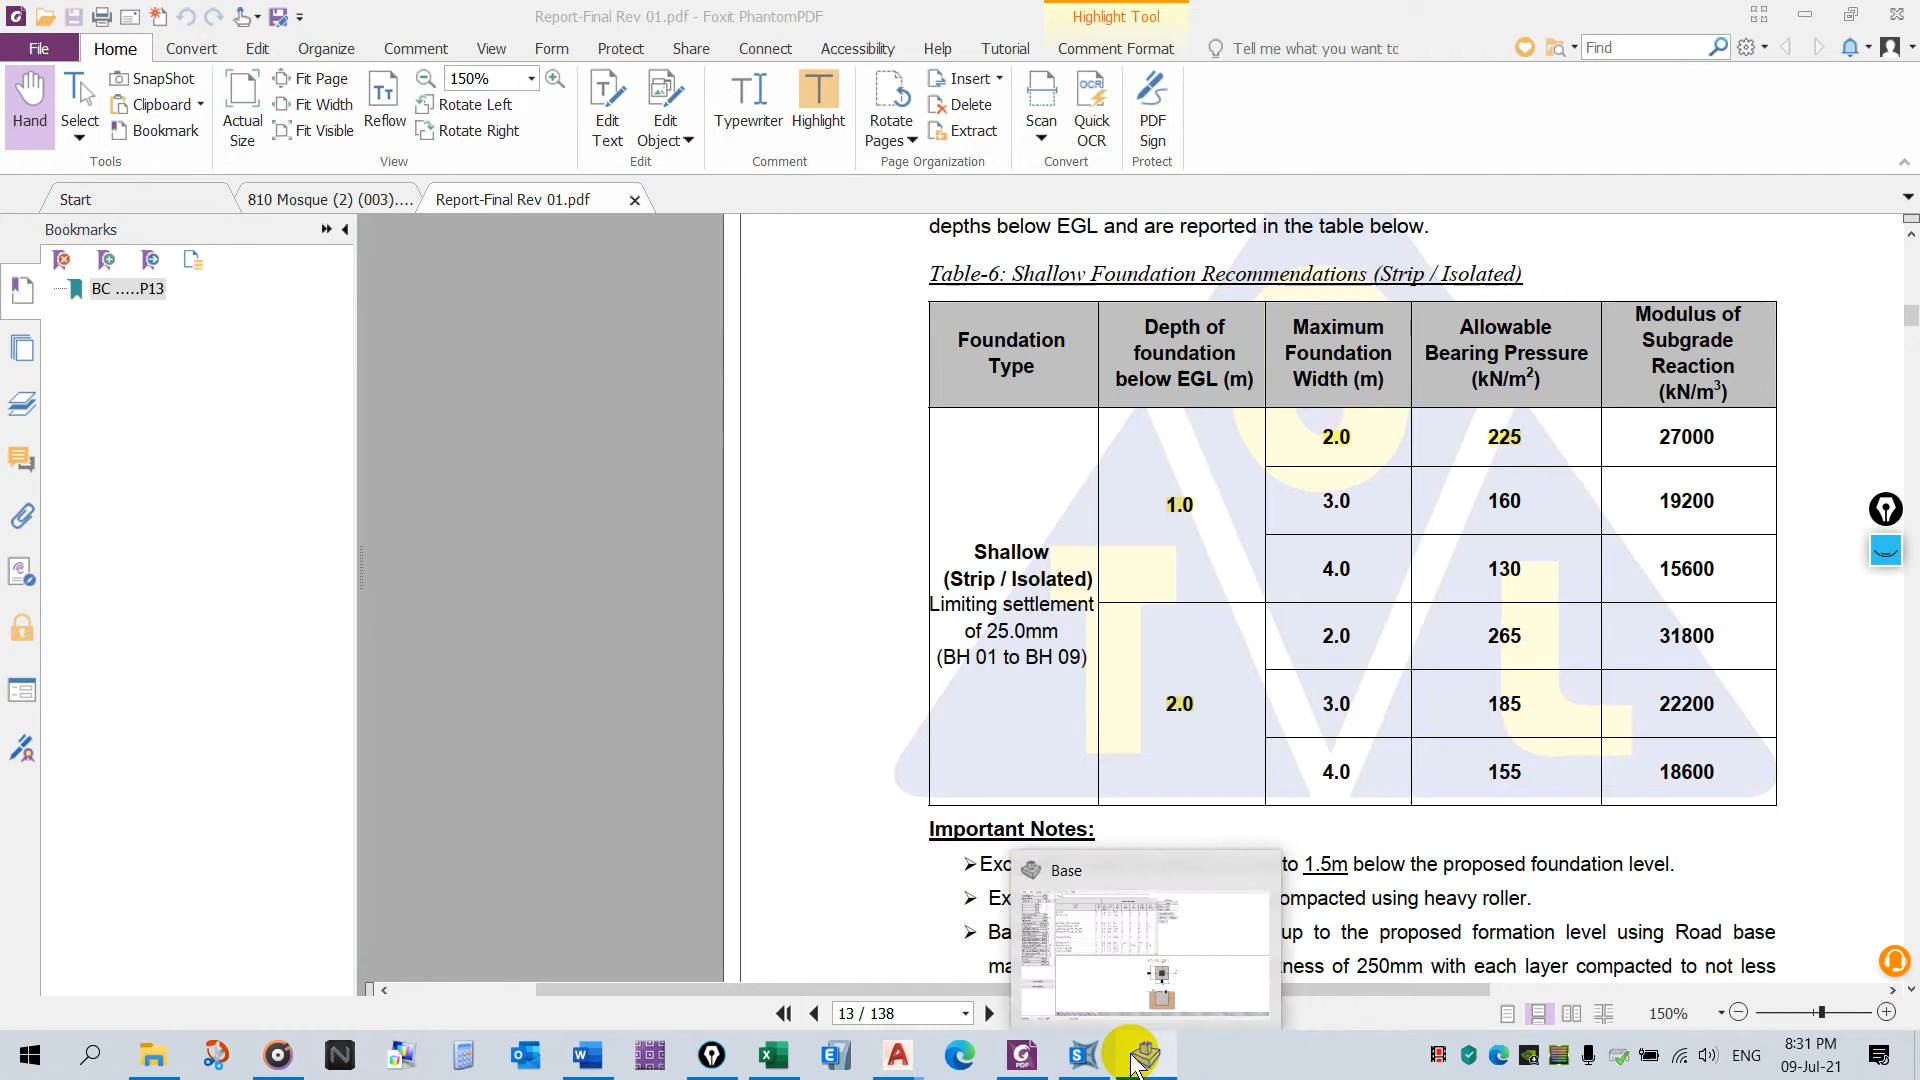 Report-Final Rev 01.pdf - Foxit PhantomPDF
Highlight Tool
File Home Convert Edit Organize Comment View Form Protect Share Connect Accessibility Help Tutorial Comment Format
Tell me what you want to
Find
Hand
Select
SnapShot
Clipboard
Bookmark
Tools
Actual
Size
Fit Page
Fit Width
Fit Visible
Reflow
150%
Rotate Left
Rotate Right
View
Edit
Text
Edit
Object
Edit
Typewriter
Highlight
Comment
Rotate
Pages
Insert
Delete
Extract
Page Organization
Scan
Quick
OCR
Convert
PDF
Sign
Protect
Start
810 Mosque (2) (003)....
Report-Final Rev 01.pdf
Bookmarks
BC .....P13
depths below EGL and are reported in the table below.
Table-6: Shallow Foundation Recommendations (Strip / Isolated)
Foundation
Type
Depth of
foundation
below EGL (m)
Maximum
Foundation
Width (m)
Allowable
Bearing Pressure
(kN/m²)
Modulus of
Subgrade
Reaction
(kN/m³)
Shallow
(Strip / Isolated)
Limiting settlement
of 25.0mm
(BH 01 to BH 09)
1.0
2.0 225 27000
3.0 160 19200
4.0 130 15600
2.0
2.0 265 31800
3.0 185 22200
4.0 155 18600
Important Notes:
to 1.5m below the proposed foundation level.
compacted using heavy roller.
up to the proposed formation level using Road base
of 250mm with each layer compacted to not less
Base
13 / 138
150%
ENG
8:31 PM
09-Jul-21